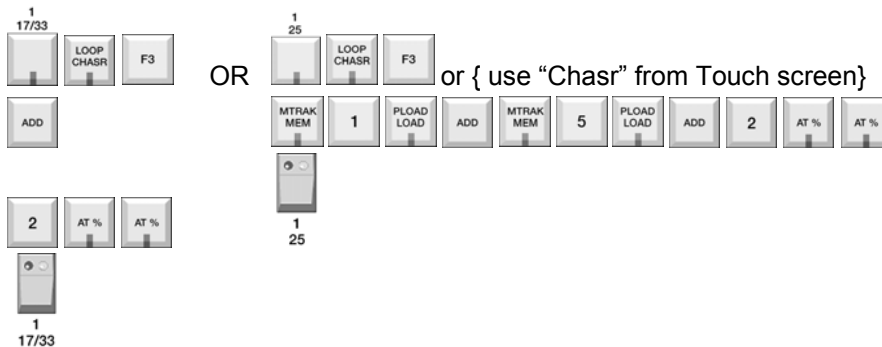 1
17/33
LOOP CHASR F3 OR
1
25
LOOP CHASR F3 or { use “Chasr” from Touch screen}
ADD
MTRAK MEM 1 PLOAD LOAD ADD MTRAK MEM 5 PLOAD LOAD ADD 2 AT % AT %
1
25
2 AT % AT %
1
17/33